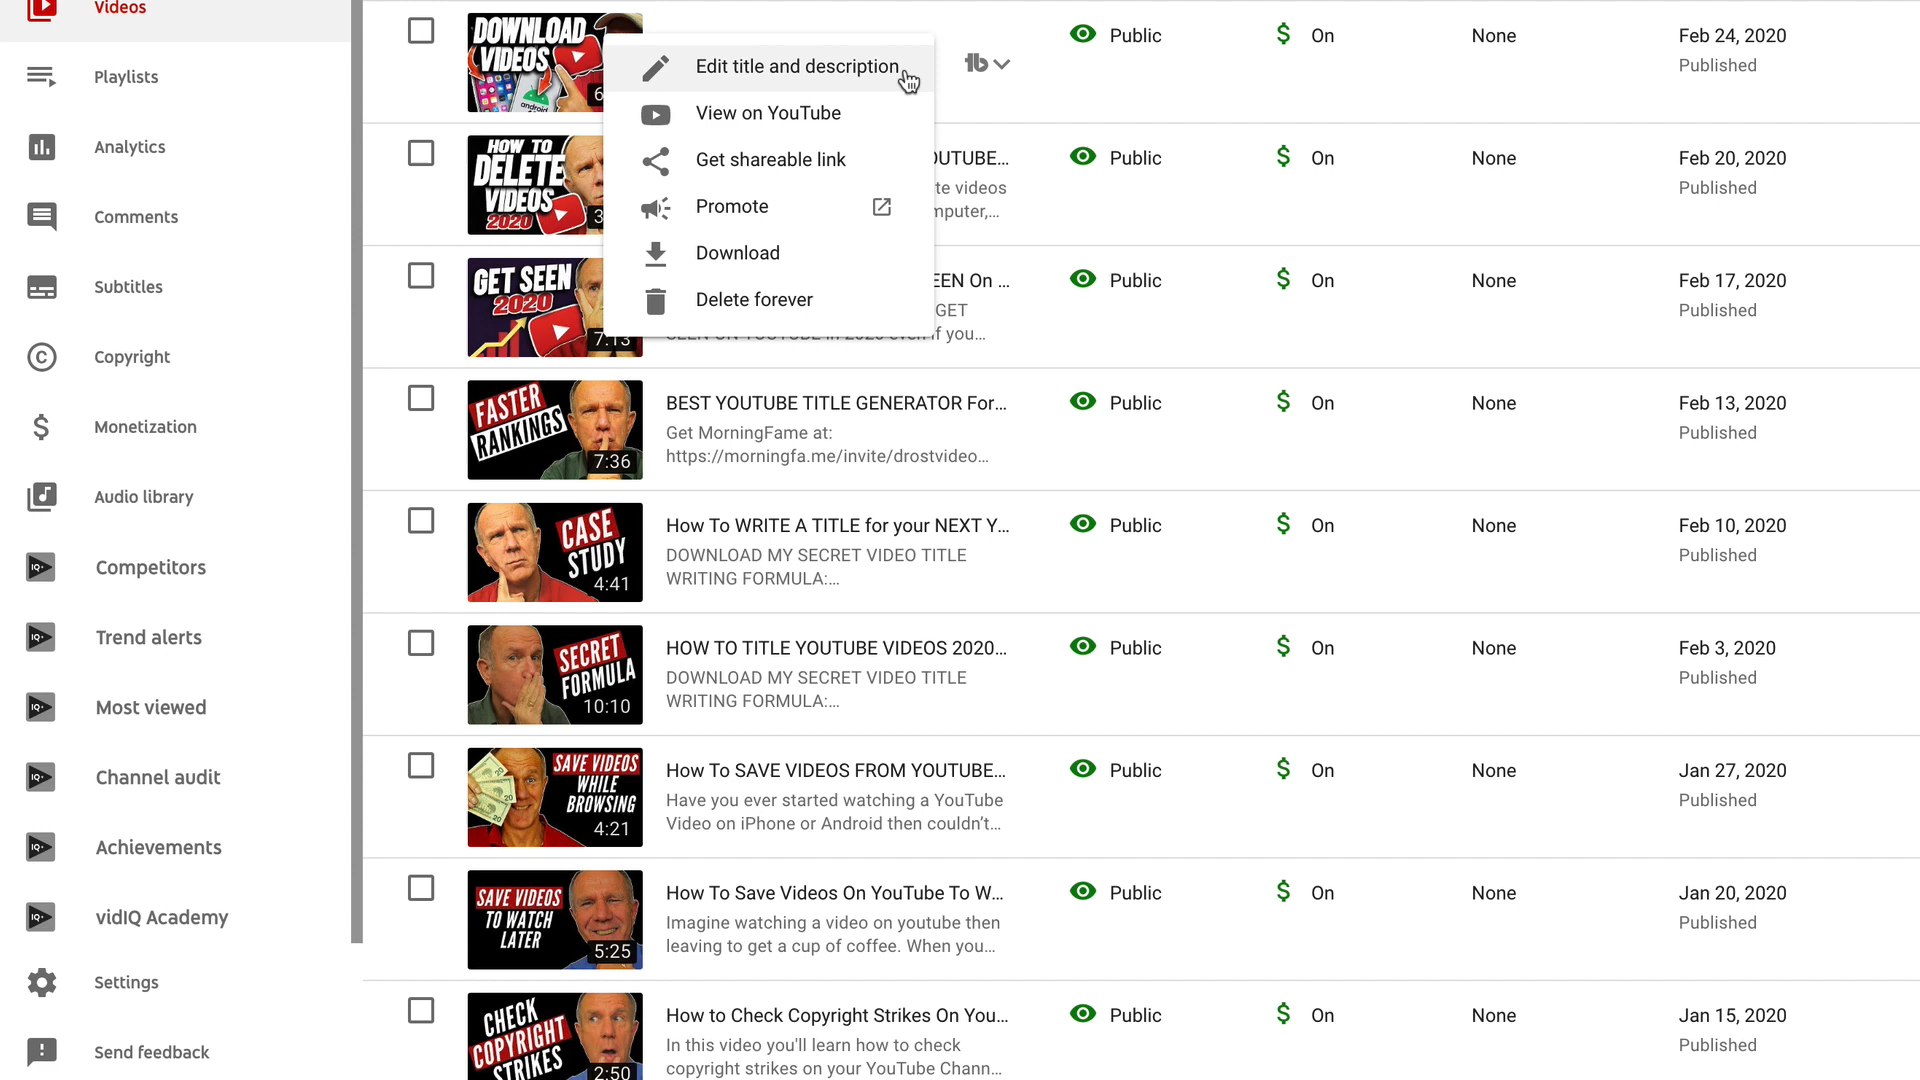 Videos
Playlists
Analytics
Comments
Subtitles
Copyright
Monetization
Audio library
Competitors
Trend alerts
Most viewed
Channel audit
Achievements
vidIQ Academy
Settings
Send feedback
DOWNLOAD
VIDEOS
android
6
Edit title and description
View on YouTube
Get shareable link
Promote
Download
Delete forever
Public
On
None
Feb 24, 2020
Published
HOW TO
DELETE
VIDEOS
2020
3
OUTUBE...
te videos
mputer,...
Public
On
None
Feb 20, 2020
Published
GET SEEN
2020
7:13
EEN On ...
GET
SEEN ON YOUTUBE in 2020 even if you...
Public
On
None
Feb 17, 2020
Published
FASTER
RANKINGS
7:36
BEST YOUTUBE TITLE GENERATOR For...
Get MorningFame at:
https://morningfa.me/invite/drostvideo...
Public
On
None
Feb 13, 2020
Published
CASE
STUDY
4:41
How To WRITE A TITLE for your NEXT Y...
DOWNLOAD MY SECRET VIDEO TITLE
WRITING FORMULA:...
Public
On
None
Feb 10, 2020
Published
SECRET
FORMULA
10:10
HOW TO TITLE YOUTUBE VIDEOS 2020...
DOWNLOAD MY SECRET VIDEO TITLE
WRITING FORMULA:...
Public
On
None
Feb 3, 2020
Published
SAVE VIDEOS
WHILE
BROWSING
4:21
How To SAVE VIDEOS FROM YOUTUBE...
Have you ever started watching a YouTube
Video on iPhone or Android then couldn't...
Public
On
None
Jan 27, 2020
Published
SAVE VIDEOS
TO WATCH
LATER
5:25
How To Save Videos On YouTube To W...
Imagine watching a video on youtube then
leaving to get a cup of coffee. When you...
Public
On
None
Jan 20, 2020
Published
CHECK
COPYRIGHT
STRIKES
2:50
How to Check Copyright Strikes On You...
In this video you'll learn how to check
copyright strikes on your YouTube Chann...
Public
On
None
Jan 15, 2020
Published